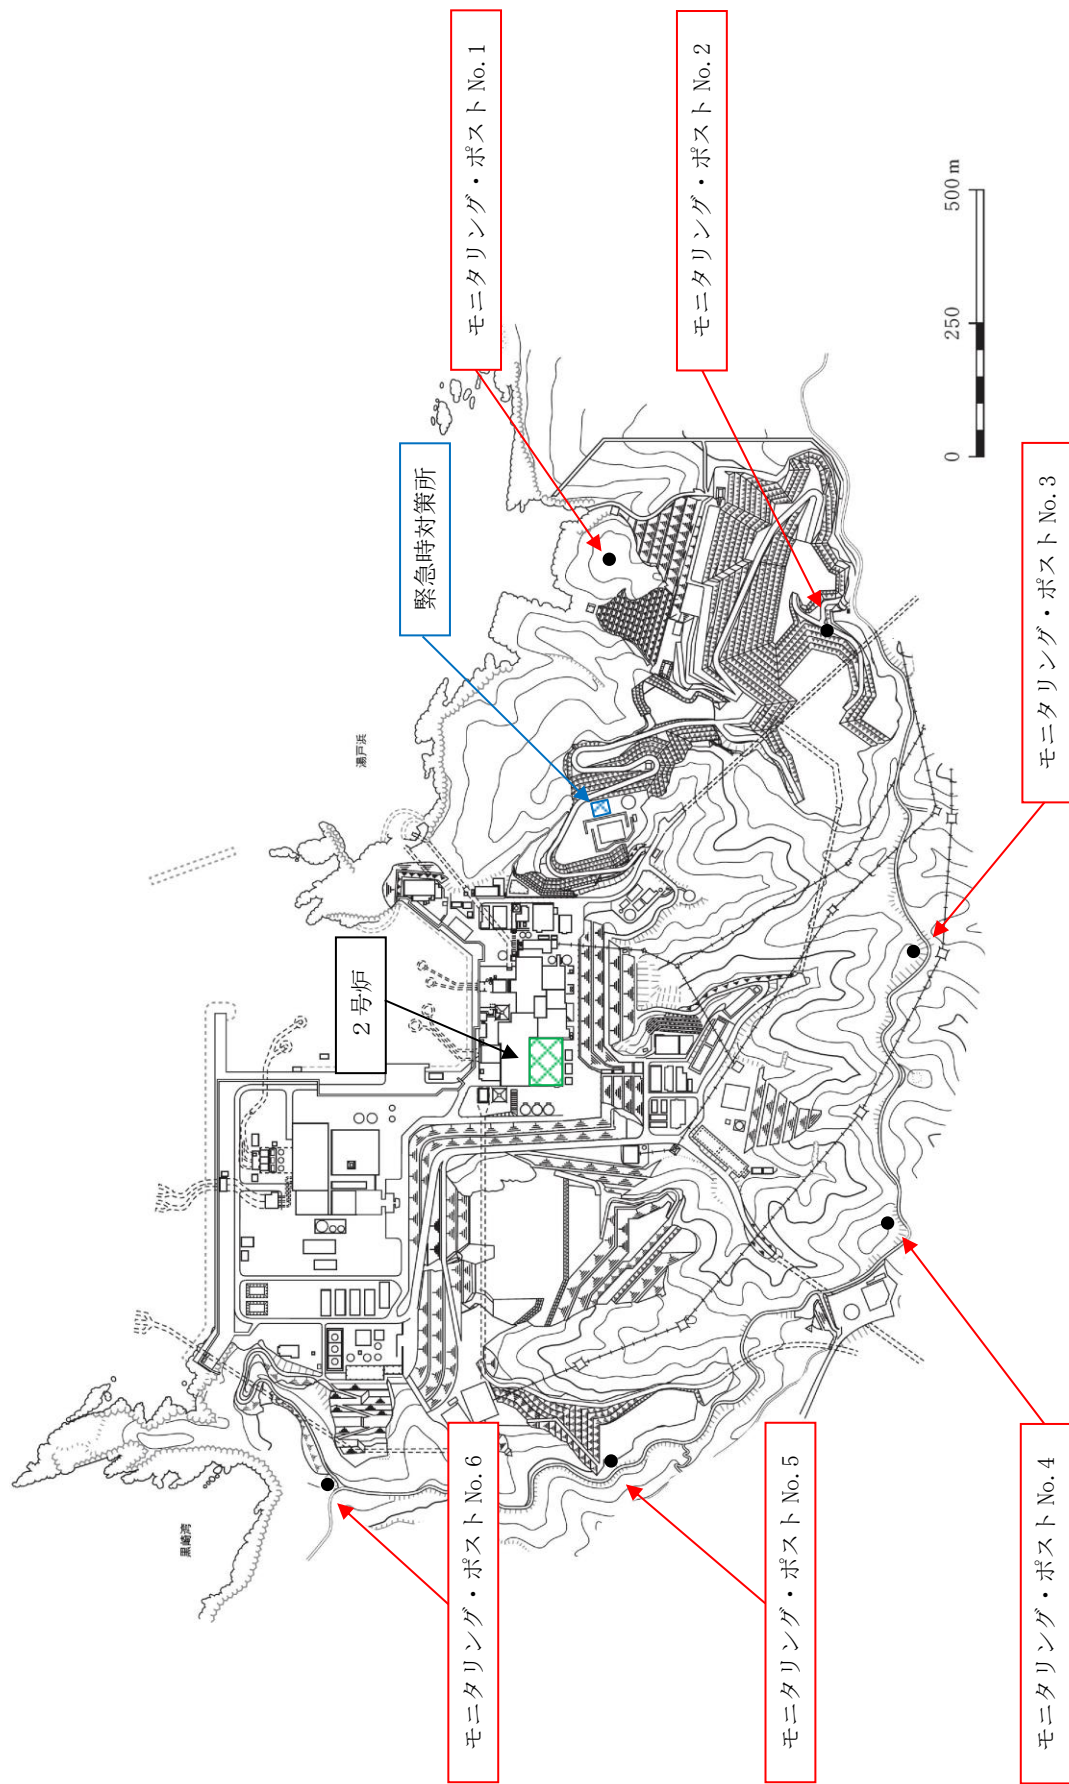 モニタリング・ポスト No. 1
モニタリング・ポスト No. 2
モニタリング・ポスト No. 3
モニタリング・ポスト No. 4
モニタリング・ポスト No. 5
モニタリング・ポスト No. 6
緊急時対策所
2号炉
湯戸浜
黒崎湾
0 250 500 m